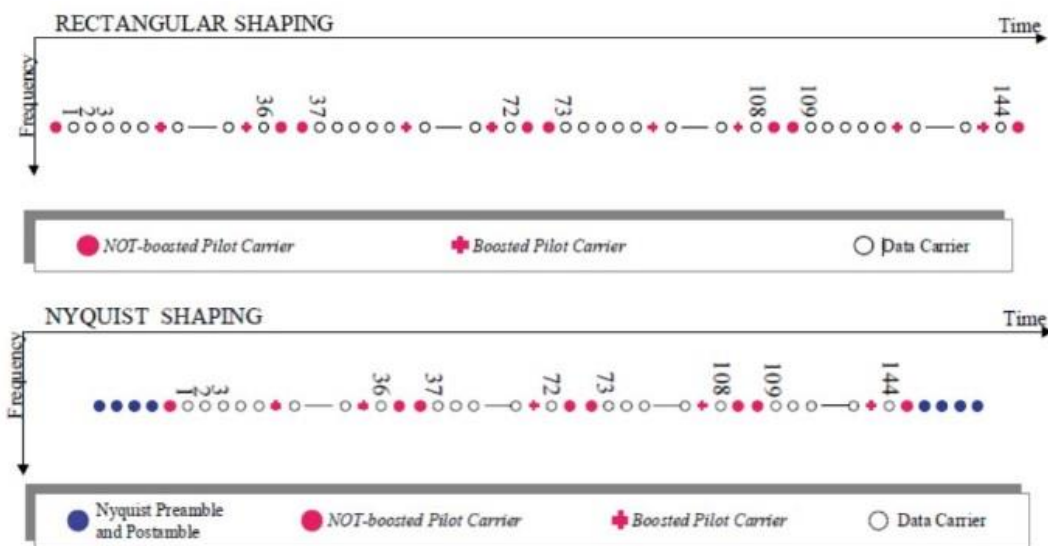 RECTANGULAR SHAPING
Time
Frequency
1 2 3 36 37 72 73 108 109 144
NOT-boosted Pilot Carrier Boosted Pilot Carrier Data Carrier
NYQUIST SHAPING
Time
Frequency
1 2 3 36 37 72 73 108 109 144
Nyquist Preamble
and Postamble
NOT-boosted Pilot Carrier Boosted Pilot Carrier Data Carrier